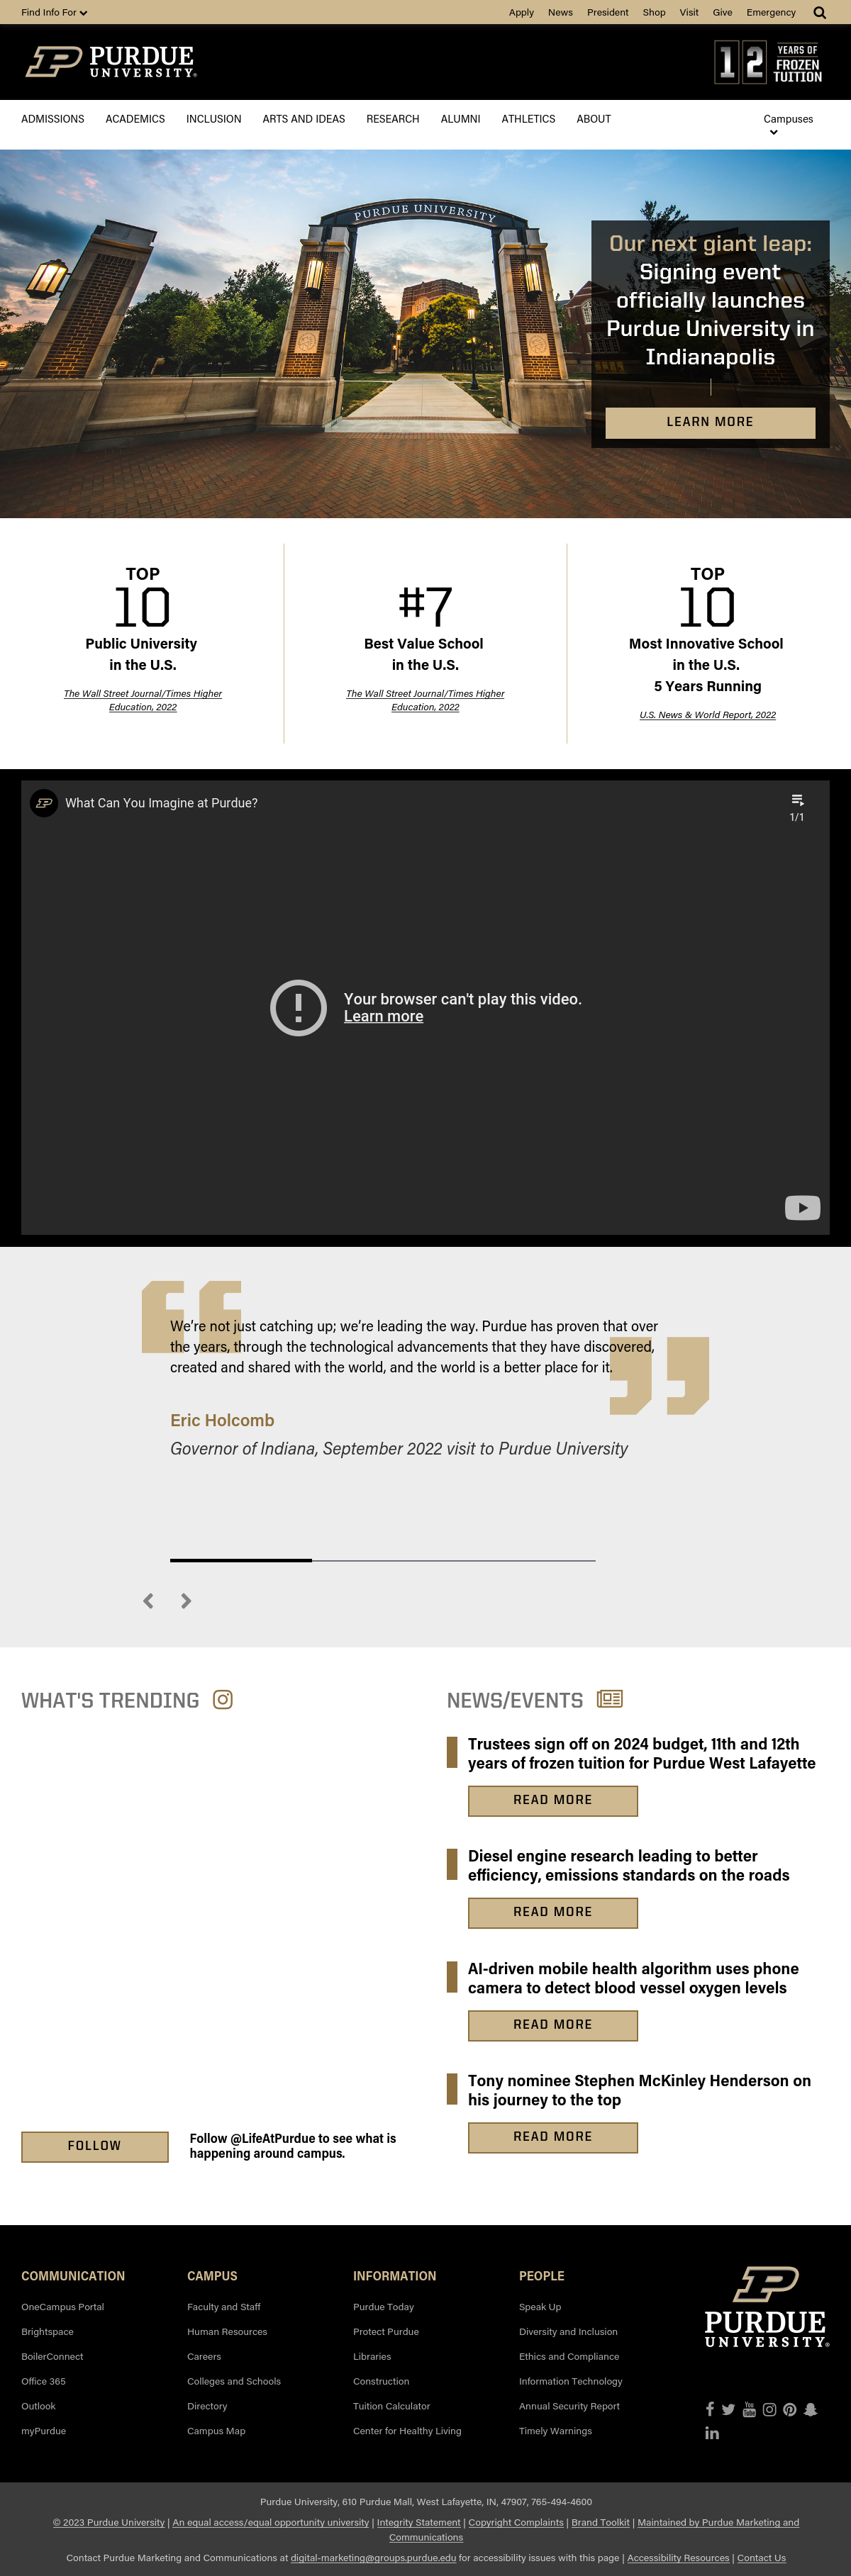 Find Info For
Apply News President Shop Visit Give Emergency
PURDUE
UNIVERSITY®
12 YEARS OF
FROZEN
TUITION
ADMISSIONS ACADEMICS INCLUSION ARTS AND IDEAS RESEARCH ALUMNI ATHLETICS ABOUT Campuses
PURDUE UNIVERSITY
Our next giant leap:
Signing event
officially launches
Purdue University in
Indianapolis
LEARN MORE
TOP
10
Public University
in the U.S.
The Wall Street Journal/Times Higher
Education, 2022
#7
Best Value School
in the U.S.
The Wall Street Journal/Times Higher
Education, 2022
TOP
10
Most Innovative School
in the U.S.
5 Years Running
U.S. News & World Report, 2022
What Can You Imagine at Purdue?
1/1
Your browser can't play this video.
Learn more
We’re not just catching up; we’re leading the way. Purdue has proven that over
the years, through the technological advancements that they have discovered,
created and shared with the world, and the world is a better place for it.
Eric Holcomb
Governor of Indiana, September 2022 visit to Purdue University
WHAT'S TRENDING
FOLLOW
Follow @LifeAtPurdue to see what is
happening around campus.
NEWS/EVENTS
Trustees sign off on 2024 budget, 11th and 12th
years of frozen tuition for Purdue West Lafayette
READ MORE
Diesel engine research leading to better
efficiency, emissions standards on the roads
READ MORE
AI-driven mobile health algorithm uses phone
camera to detect blood vessel oxygen levels
READ MORE
Tony nominee Stephen McKinley Henderson on
his journey to the top
READ MORE
COMMUNICATION
OneCampus Portal
Brightspace
BoilerConnect
Office 365
Outlook
myPurdue
CAMPUS
Faculty and Staff
Human Resources
Careers
Colleges and Schools
Directory
Campus Map
INFORMATION
Purdue Today
Protect Purdue
Libraries
Construction
Tuition Calculator
Center for Healthy Living
PEOPLE
Speak Up
Diversity and Inclusion
Ethics and Compliance
Information Technology
Annual Security Report
Timely Warnings
PURDUE
UNIVERSITY®
You
Tube
Purdue University, 610 Purdue Mall, West Lafayette, IN, 47907, 765-494-4600
© 2023 Purdue University | An equal access/equal opportunity university | Integrity Statement | Copyright Complaints | Brand Toolkit | Maintained by Purdue Marketing and
Communications
Contact Purdue Marketing and Communications at digital-marketing@groups.purdue.edu for accessibility issues with this page | Accessibility Resources | Contact Us